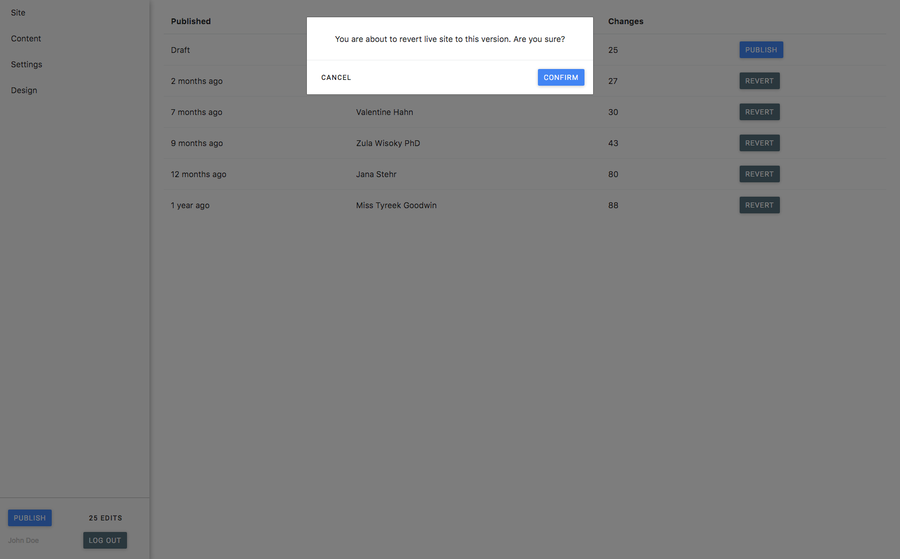 Site
Content
Settings
Design
PUBLISH 25 EDITS
John Doe LOG OUT
Published Changes
Draft 25 PUBLISH
2 months ago 27 REVERT
7 months ago Valentine Hahn 30 REVERT
9 months ago Zula Wisoky PhD 43 REVERT
12 months ago Jana Stehr 80 REVERT
1 year ago Miss Tyreek Goodwin 88 REVERT
You are about to revert live site to this version. Are you sure?
CANCEL CONFIRM